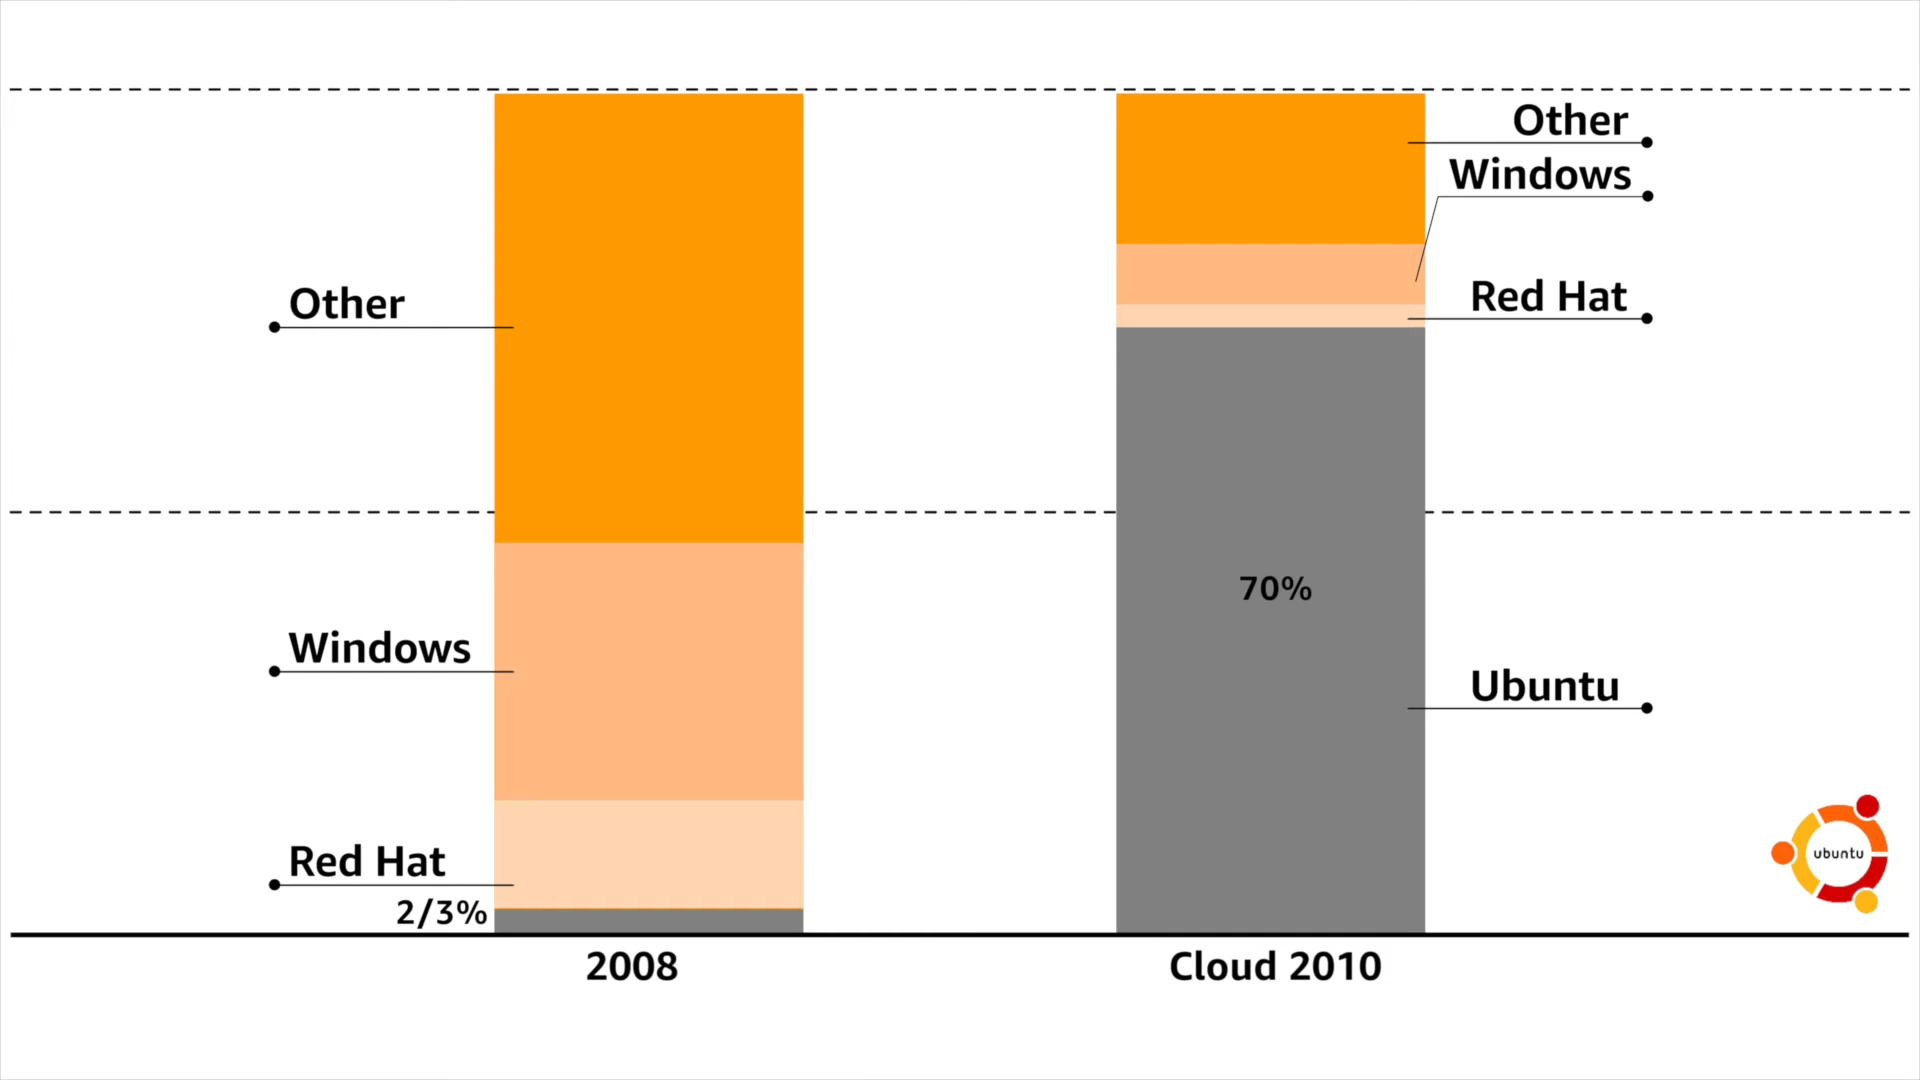 Other
Windows
Red Hat
2/3%
2008
Other
Windows
Red Hat
70%
Ubuntu
Cloud 2010
ubuntu